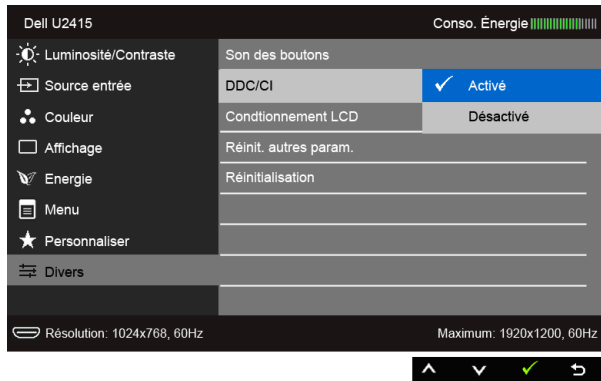 Dell U2415
Conso. Énergie
Luminosité/Contraste
Source entrée
Couleur
Affichage
Energie
Menu
Personnaliser
Divers
Son des boutons
DDC/CI
Condtionnement LCD
Réinit. autres param.
Réinitialisation
Activé
Désactivé
Résolution: 1024x768, 60Hz
Maximum: 1920x1200, 60Hz